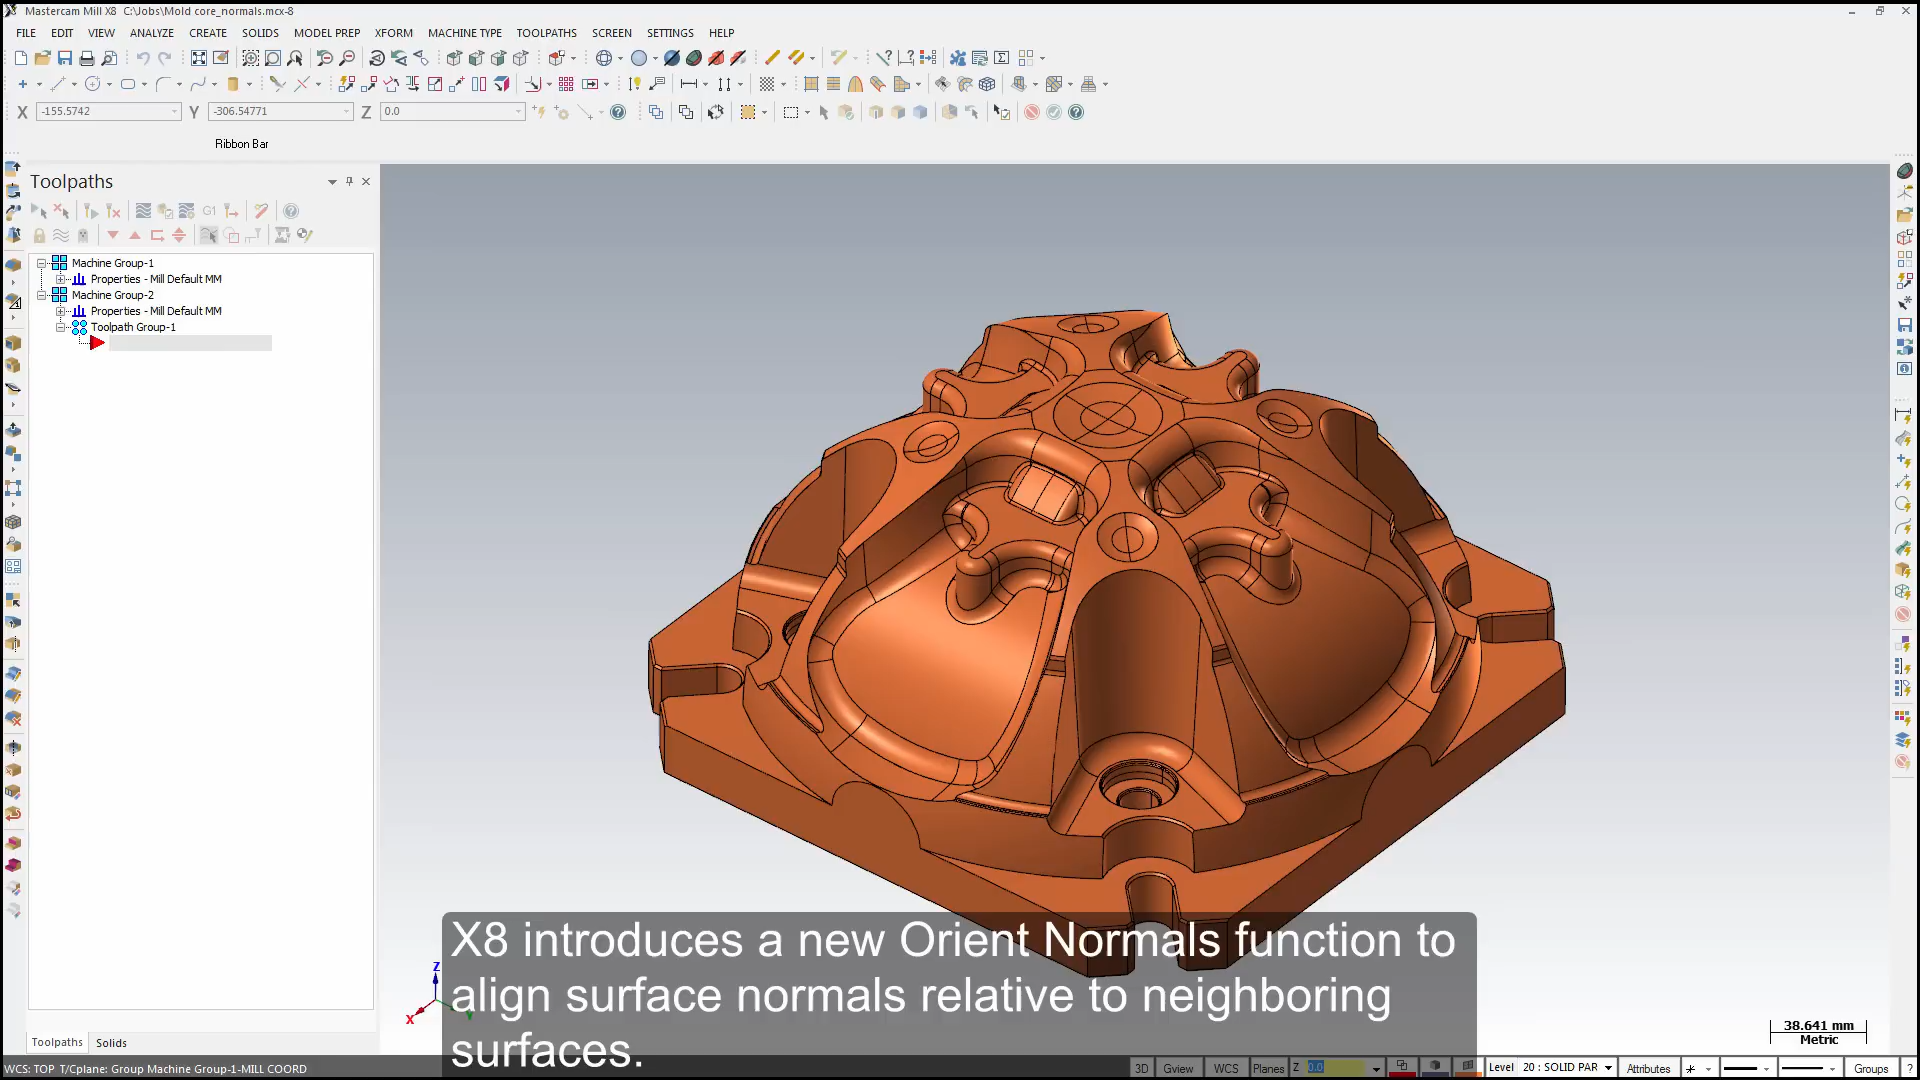 Mastercam Mill X8 C:\Jobs\Mold core_normals.mcx-8
FILE EDIT VIEW ANALYZE CREATE SOLIDS MODEL PREP XFORM MACHINE TYPE TOOLPATHS SCREEN SETTINGS HELP
X -155.5742 Y -306.54771 Z 0.0
Ribbon Bar
Toolpaths
G1
Machine Group-1
Properties - Mill Default MM
Machine Group-2
Properties - Mill Default MM
Toolpath Group-1
Z
X
Y
X8 introduces a new Orient Normals function to
align surface normals relative to neighboring
surfaces.
38.641 mm
Metric
Toolpaths Solids
WCS: TOP T/Cplane: Group Machine Group-1-MILL COORD
3D Gview WCS Planes Z 0.0 Level 20 : SOLID PAR Attributes Groups ?